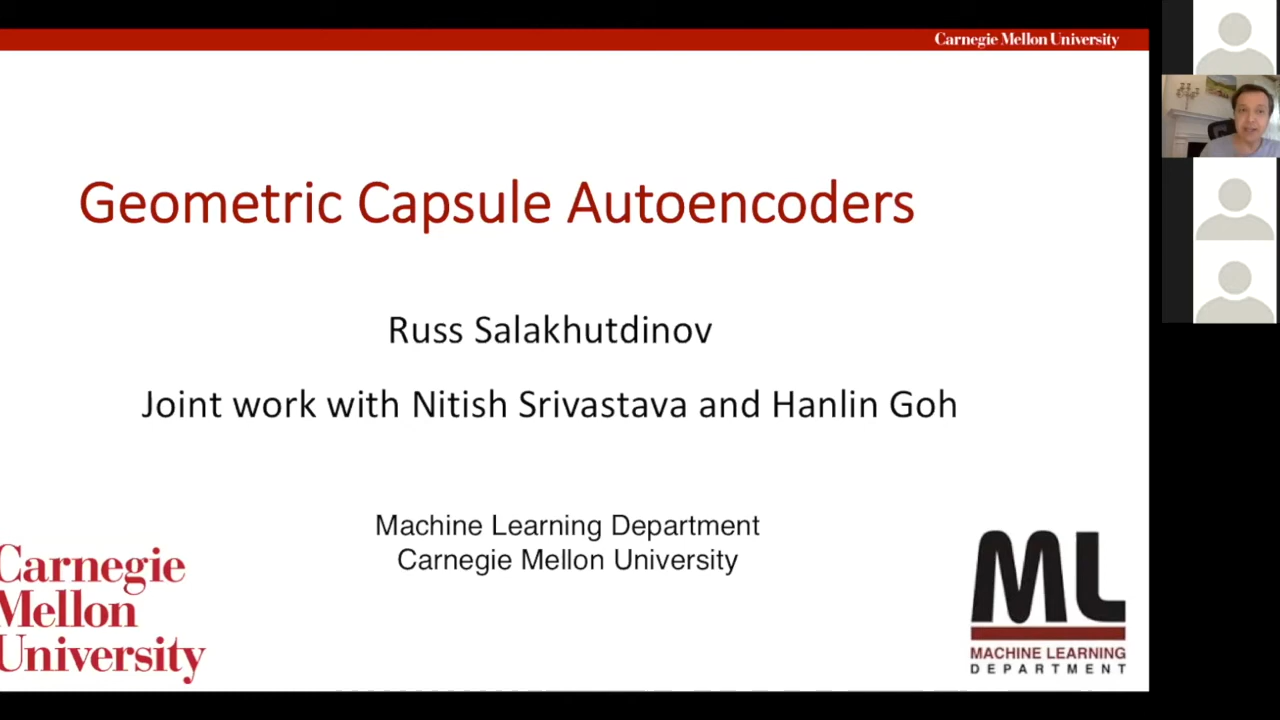 Carnegie Mellon University
Geometric Capsule Autoencoders
Russ Salakhutdinov
Joint work with Nitish Srivastava and Hanlin Goh
Machine Learning Department
Carnegie Mellon University
Carnegie
Mellon
University
ML
MACHINE LEARNING
DEPARTMENT